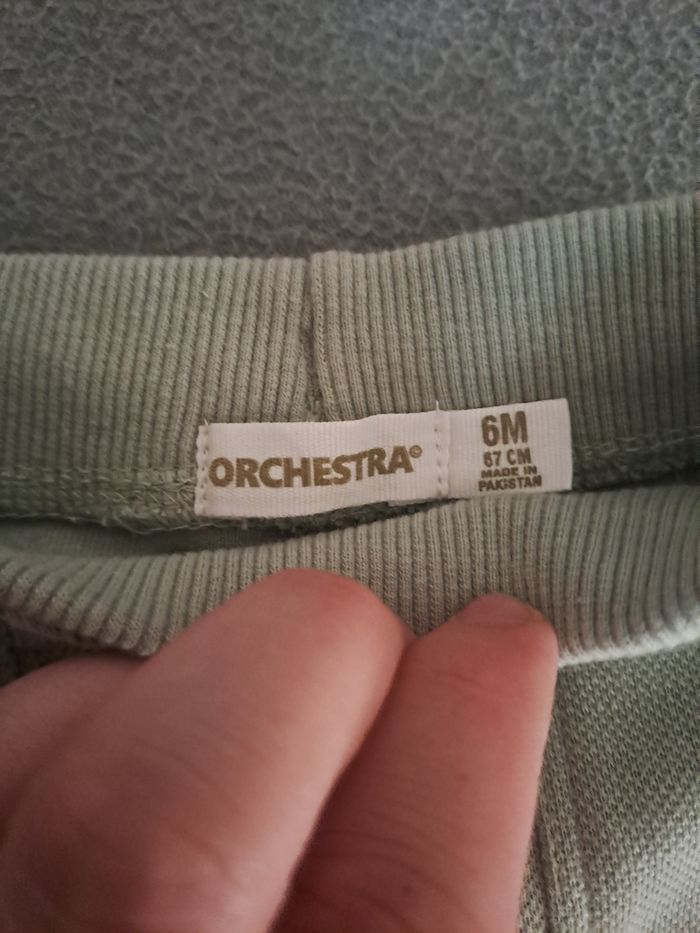 ORCHESTRA©
6M
67 CM
MADE IN
PAKISTAN